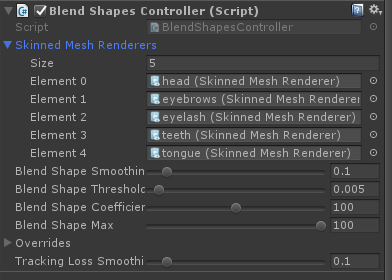 Blend Shapes Controller (Script)
Script BlendShapesController
Skinned Mesh Renderers
Size 5
Element 0 head (Skinned Mesh Renderer)
Element 1 eyebrows (Skinned Mesh Renderer
Element 2 eyelash (Skinned Mesh Renderer)
Element 3 teeth (Skinned Mesh Renderer)
Element 4 tongue (Skinned Mesh Renderer)
Blend Shape Smoothin 0.1
Blend Shape Threshold 0.005
Blend Shape Coefficien 100
Blend Shape Max 100
Overrides
Tracking Loss Smoothi 0.1